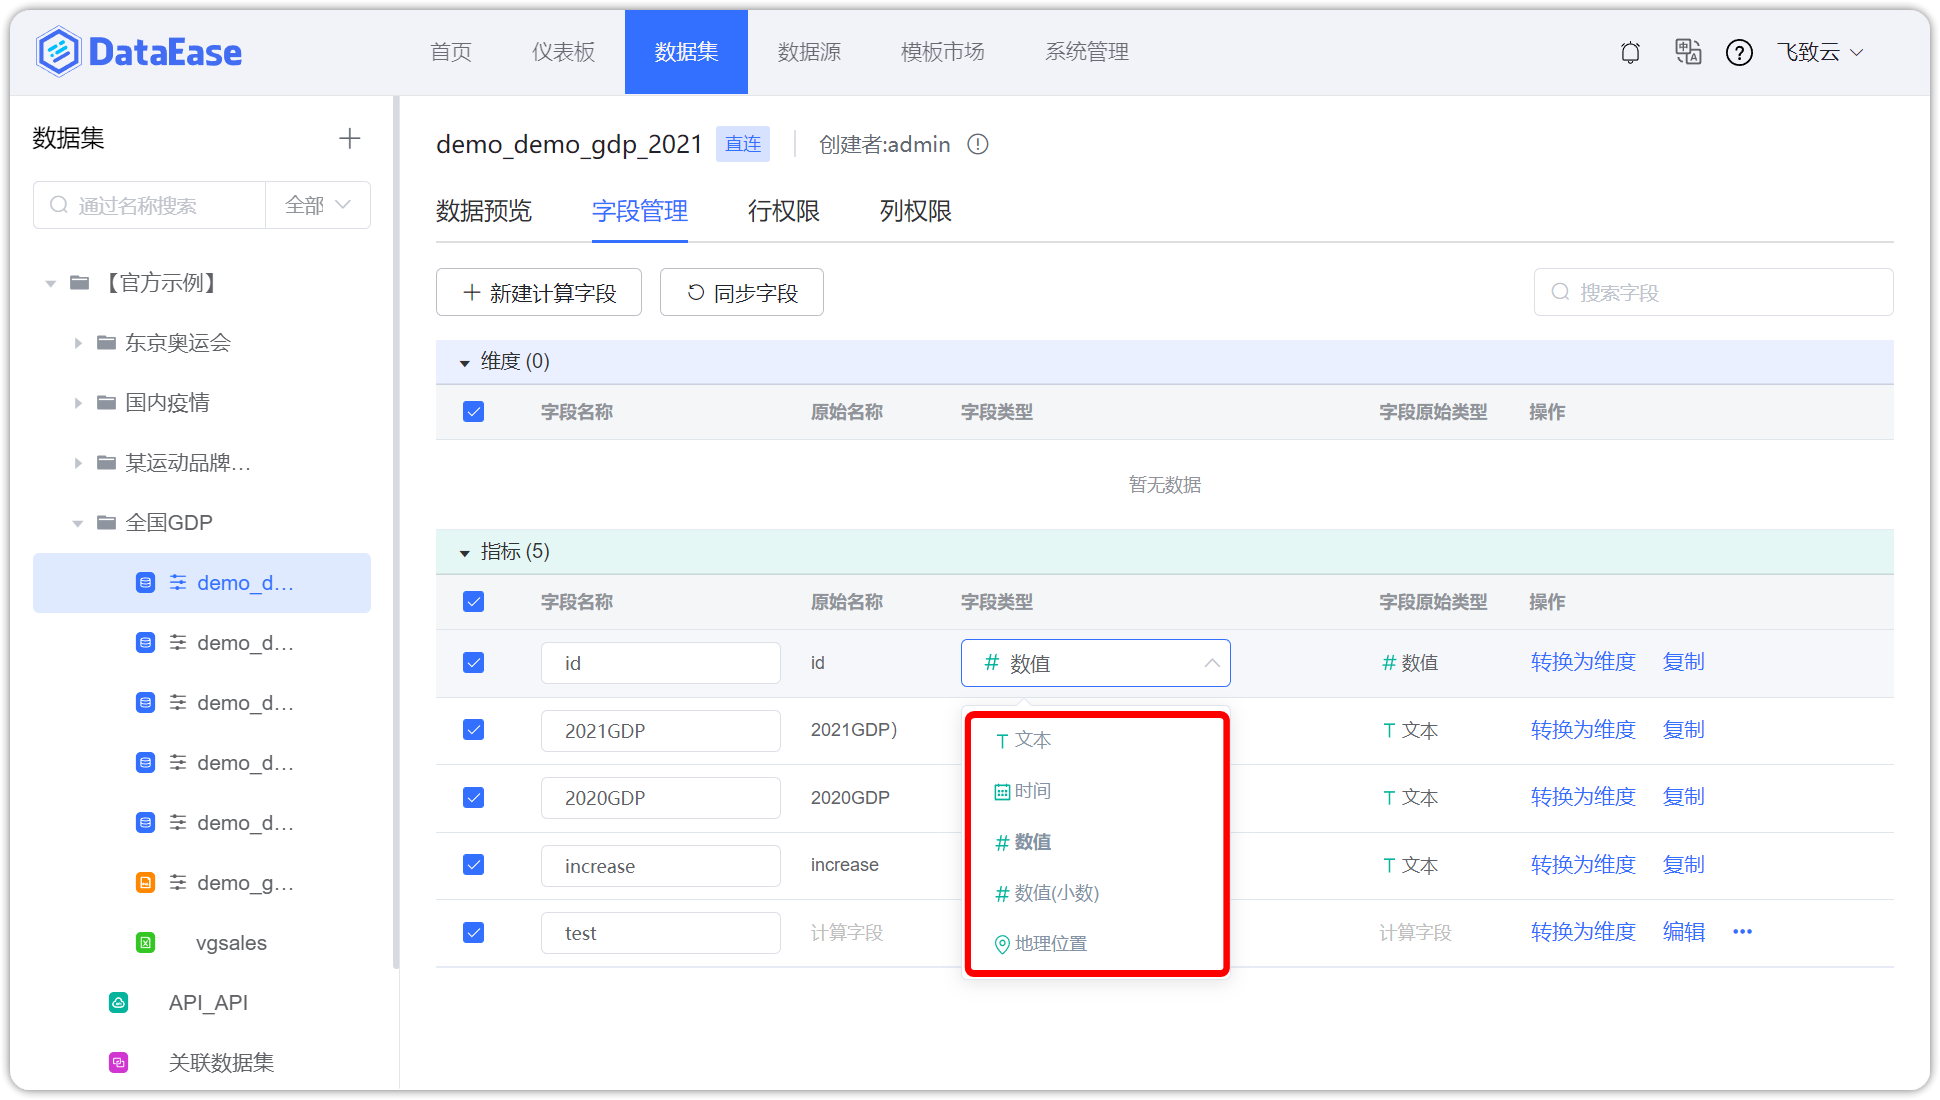 DataEase 首页 仪表板 数据集 数据源 模板市场 系统管理 飞致云
数据集
通过名称搜索 全部
【官方示例】
东京奥运会
国内疫情
某运动品牌...
全国GDP
demo_d...
demo_d...
demo_d...
demo_d...
demo_d...
demo_g...
vgsales
API_API
关联数据集
demo_demo_gdp_2021 直连 创建者:admin
数据预览 字段管理 行权限 列权限
新建计算字段 同步字段 搜索字段
维度 (0)
字段名称 原始名称 字段类型 字段原始类型 操作
暂无数据
指标 (5)
字段名称 原始名称 字段类型 字段原始类型 操作
id id # 数值 # 数值 转换为维度 复制
2021GDP 2021GDP) T 文本 转换为维度 复制
2020GDP 2020GDP T 文本 转换为维度 复制
increase increase T 文本 转换为维度 复制
test 计算字段 计算字段 转换为维度 编辑 ...
T 文本
时间
# 数值
# 数值(小数)
地理位置